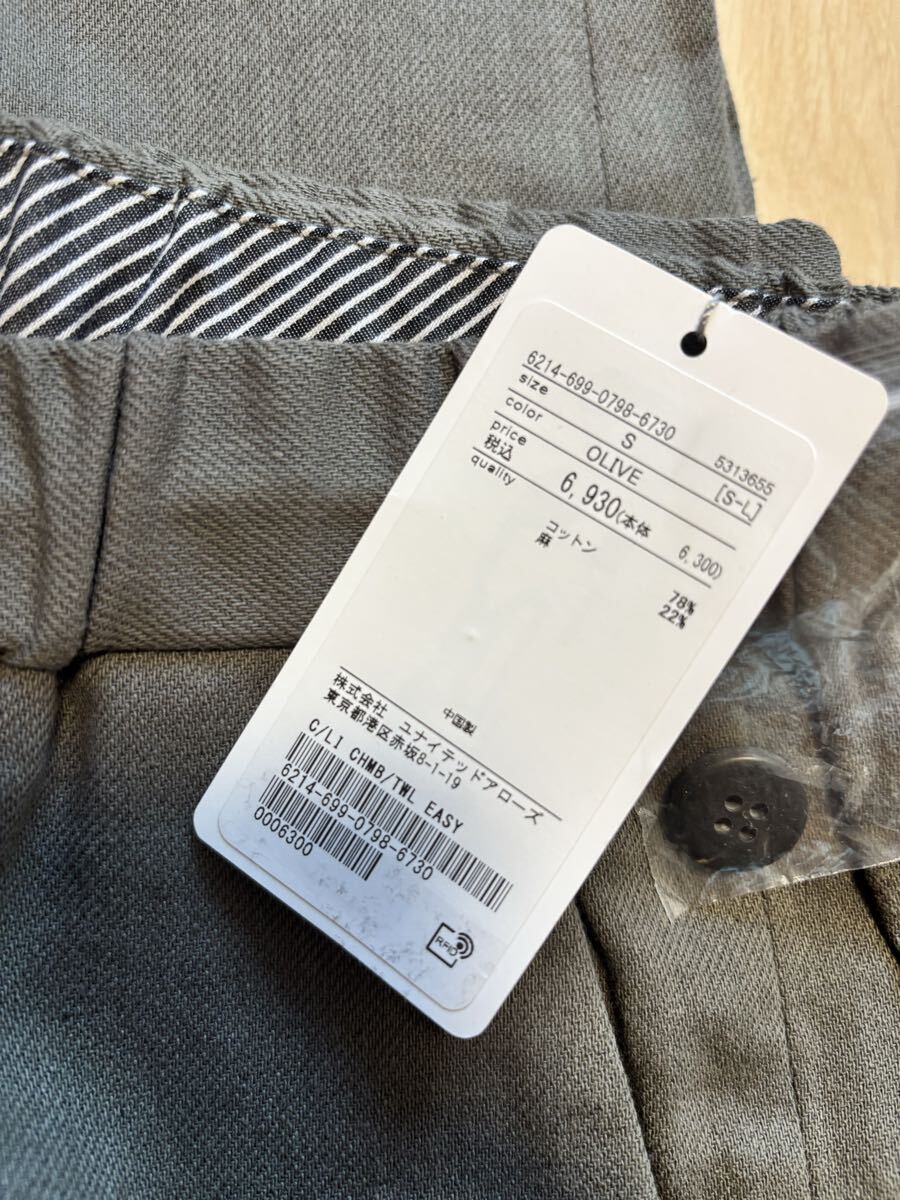 6214-699-0798-6730
5313655
size S [S-L]
color OLIVE
price
税込 6,930(本体 6,300)
quality
コットン 78%
麻 22%
中国製
株式会社 ユナイテッドアローズ
東京都港区赤坂8-1-19
C/LI CHMB/TWL EASY
6214-699-0798-6730
0006300
RFID